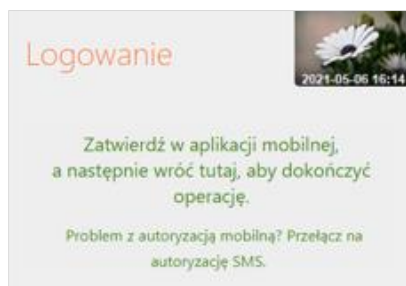 Logowanie
2021-05-06 16:14
Zatwierdź w aplikacji mobilnej,
a następnie wróć tutaj, aby dokończyć
operację.
Problem z autoryzacją mobilną? Przełącz na
autoryzację SMS.